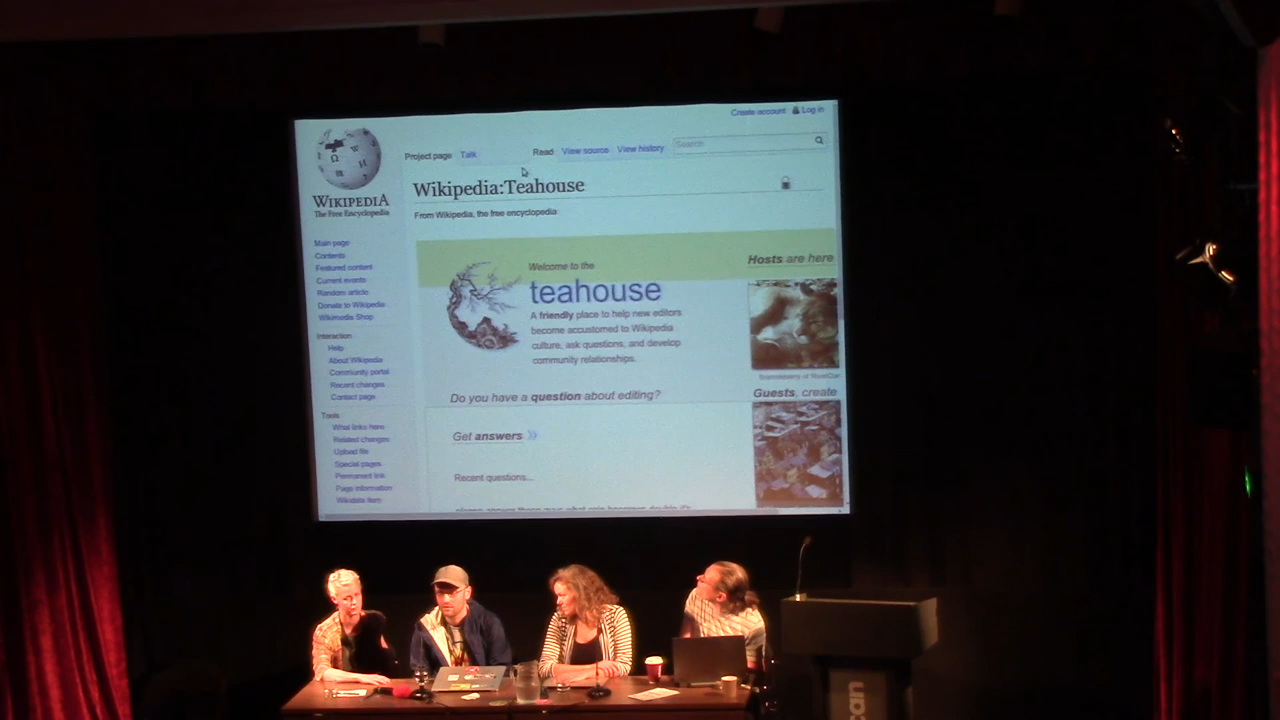 Create account Log in
WIKIPEDIA
The Free Encyclopedia
Project page Talk Read View source View history Search
Wikipedia:Teahouse
From Wikipedia, the free encyclopedia
Main page
Contents
Featured content
Current events
Random article
Donate to Wikipedia
Wikimedia Shop
Interaction
Help
About Wikipedia
Community portal
Recent changes
Contact page
Tools
What links here
Related changes
Upload file
Special pages
Permanent link
Page information
Wikidata item
Welcome to the
teahouse
A friendly place to help new editors
become accustomed to Wikipedia
culture, ask questions, and develop
community relationships.
Hosts are here
Guests, create
Do you have a question about editing?
Get answers »
Recent questions...
can